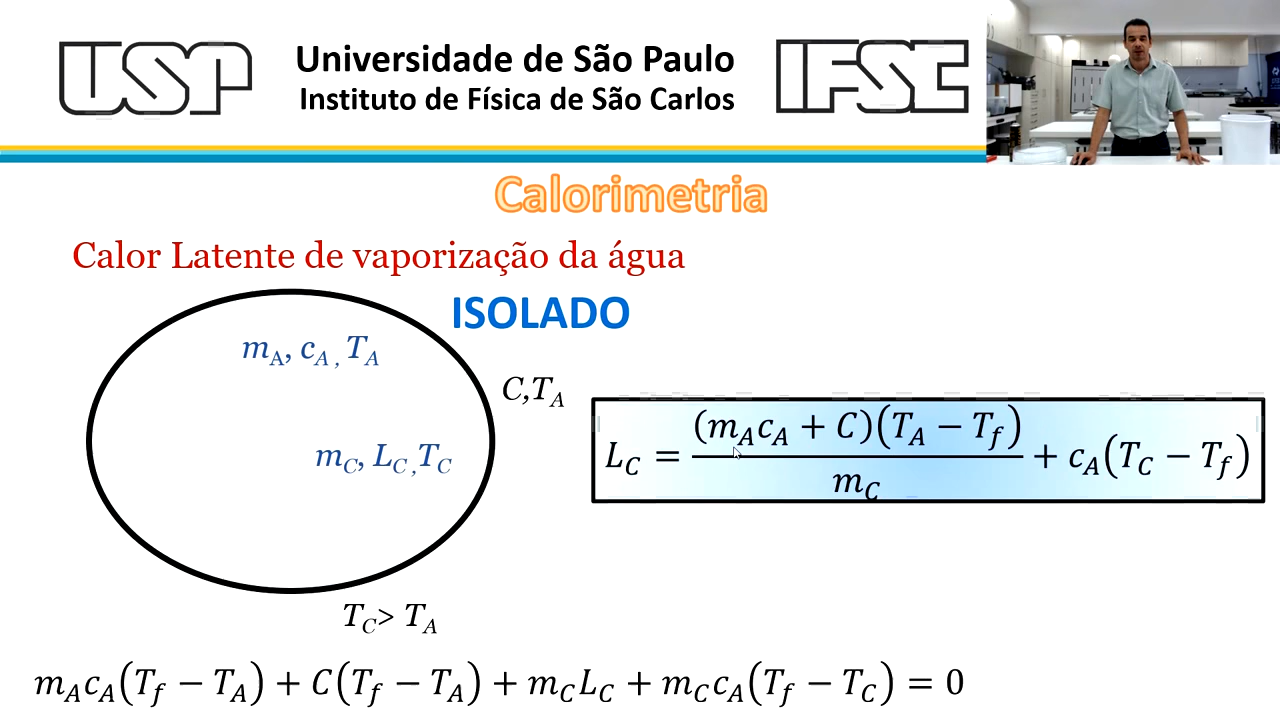 USP
Universidade de São Paulo
Instituto de Física de São Carlos
IFSC
Calorimetria
Calor Latente de vaporização da água
ISOLADO
m_A, c_A, T_A
C,T_A
m_C, L_C, T_C
L_C = \frac{(m_A c_A + C)(T_A − T_f)}{m_C} + c_A(T_C − T_f)
T_C > T_A
m_A c_A(T_f − T_A) + C(T_f − T_A) + m_C L_C + m_C c_A(T_f − T_C) = 0